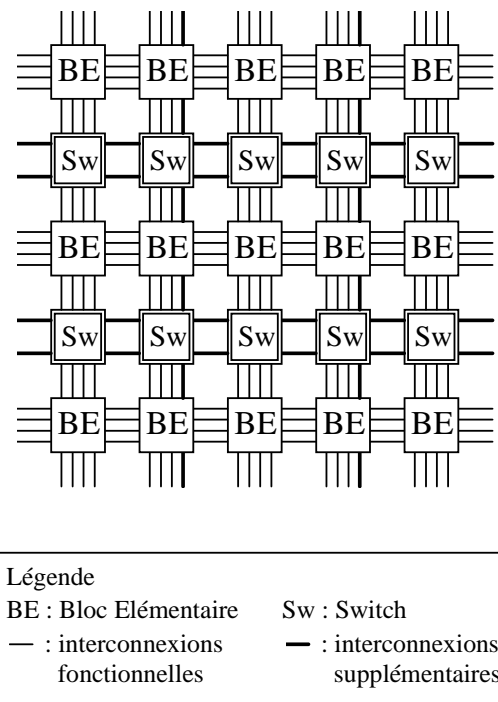 BE BE BE BE BE
Sw Sw Sw Sw Sw
BE BE BE BE BE
Sw Sw Sw Sw Sw
BE BE BE BE BE
Légende
BE : Bloc Elémentaire Sw : Switch
— : interconnexions — : interconnexions
fonctionnelles supplémentaires